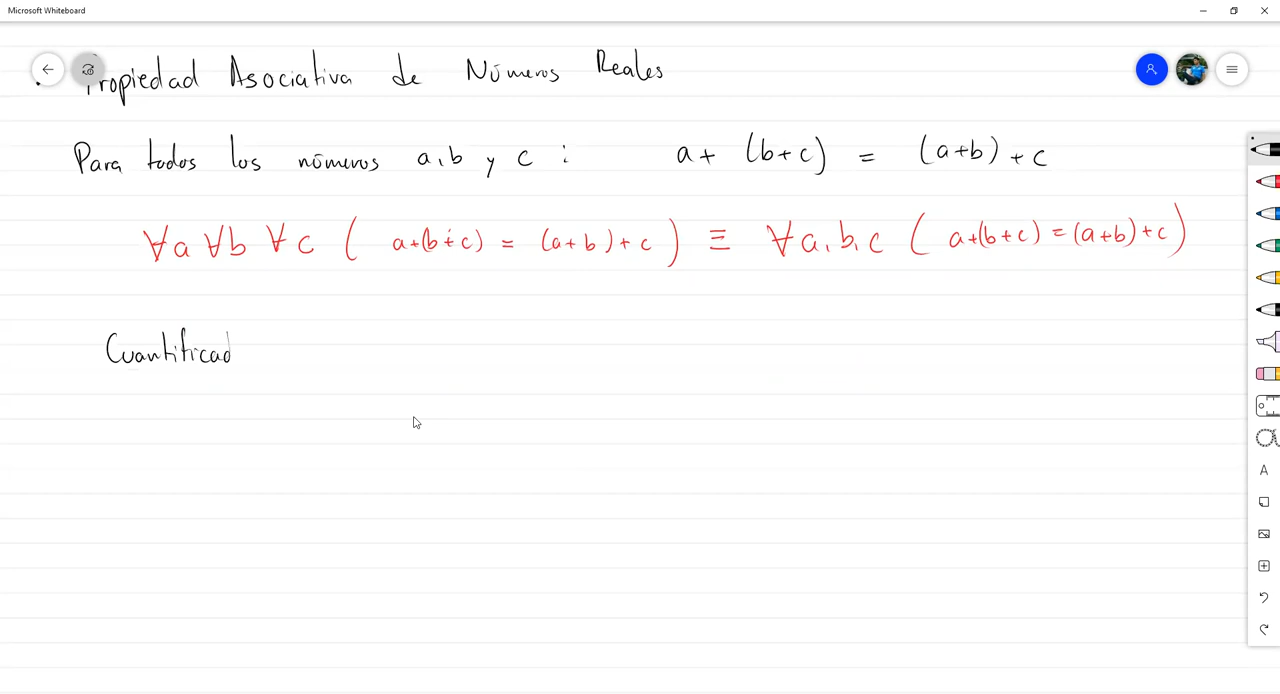 Microsoft Whiteboard
Propiedad Asociativa de Números Reales
Para todos los números a, b y c : a + (b+c) = (a+b) + c
∀a ∀b ∀c ( a+(b+c) = (a+b)+c ) ≡ ∀a,b,c ( a+(b+c) = (a+b)+c )
Cuantificad
A